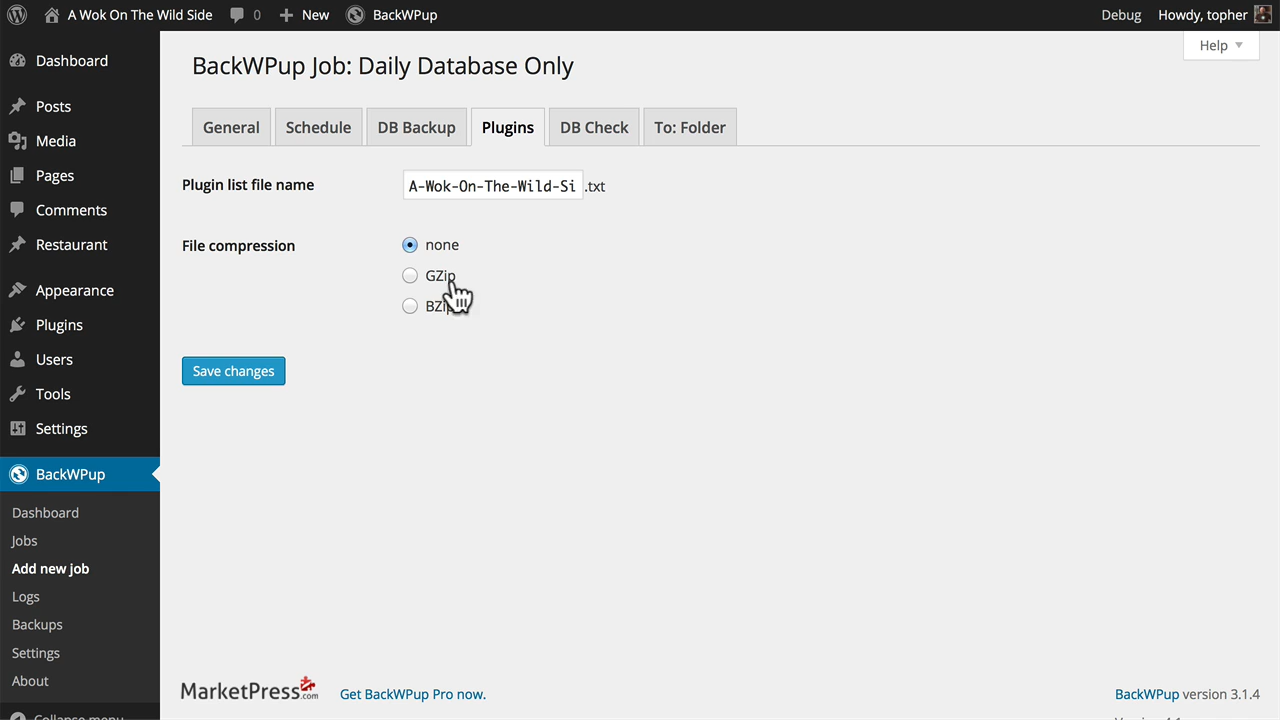 A Wok On The Wild Side 0 New BackWPup Debug Howdy, topher
Help
Dashboard
Posts
Media
Pages
Comments
Restaurant
Appearance
Plugins
Users
Tools
Settings
BackWPup
Dashboard
Jobs
Add new job
Logs
Backups
Settings
About
Collapse menu
BackWPup Job: Daily Database Only
General Schedule DB Backup Plugins DB Check To: Folder
Plugin list file name A-Wok-On-The-Wild-Si .txt
File compression none
GZip
Save changes
MarketPress.com Get BackWPup Pro now. BackWPup version 3.1.4